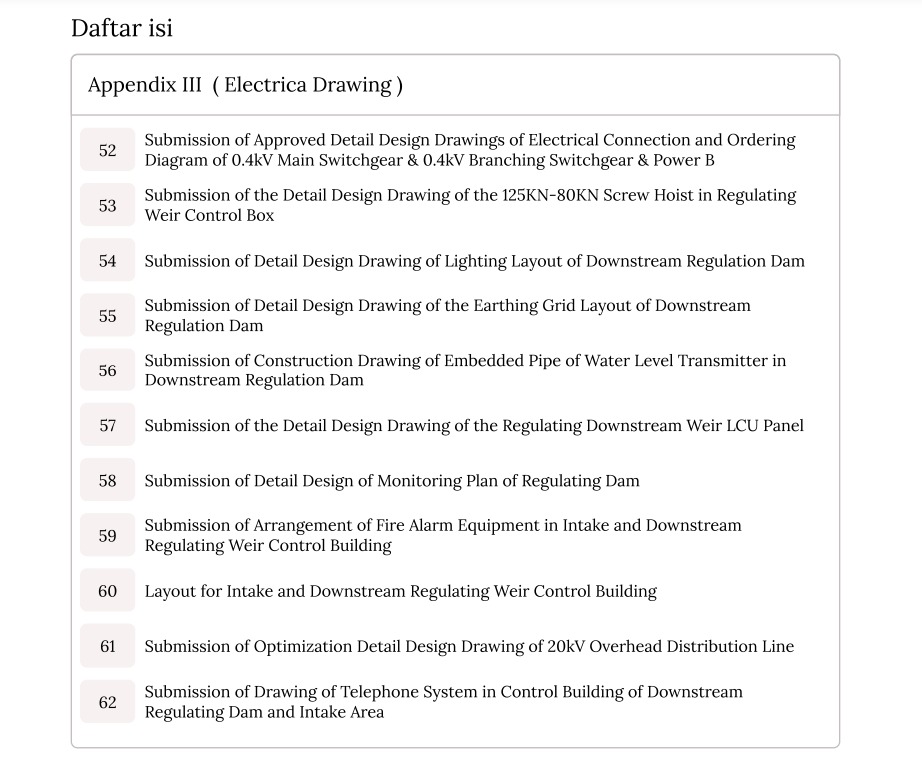 Daftar isi
Appendix III ( Electrica Drawing )
52
Submission of Approved Detail Design Drawings of Electrical Connection and Ordering
Diagram of 0.4kV Main Switchgear & 0.4kV Branching Switchgear & Power B
53
Submission of the Detail Design Drawing of the 125KN-80KN Screw Hoist in Regulating
Weir Control Box
54
Submission of Detail Design Drawing of Lighting Layout of Downstream Regulation Dam
55
Submission of Detail Design Drawing of the Earthing Grid Layout of Downstream
Regulation Dam
56
Submission of Construction Drawing of Embedded Pipe of Water Level Transmitter in
Downstream Regulation Dam
57
Submission of the Detail Design Drawing of the Regulating Downstream Weir LCU Panel
58
Submission of Detail Design of Monitoring Plan of Regulating Dam
59
Submission of Arrangement of Fire Alarm Equipment in Intake and Downstream
Regulating Weir Control Building
60
Layout for Intake and Downstream Regulating Weir Control Building
61
Submission of Optimization Detail Design Drawing of 20kV Overhead Distribution Line
62
Submission of Drawing of Telephone System in Control Building of Downstream
Regulating Dam and Intake Area